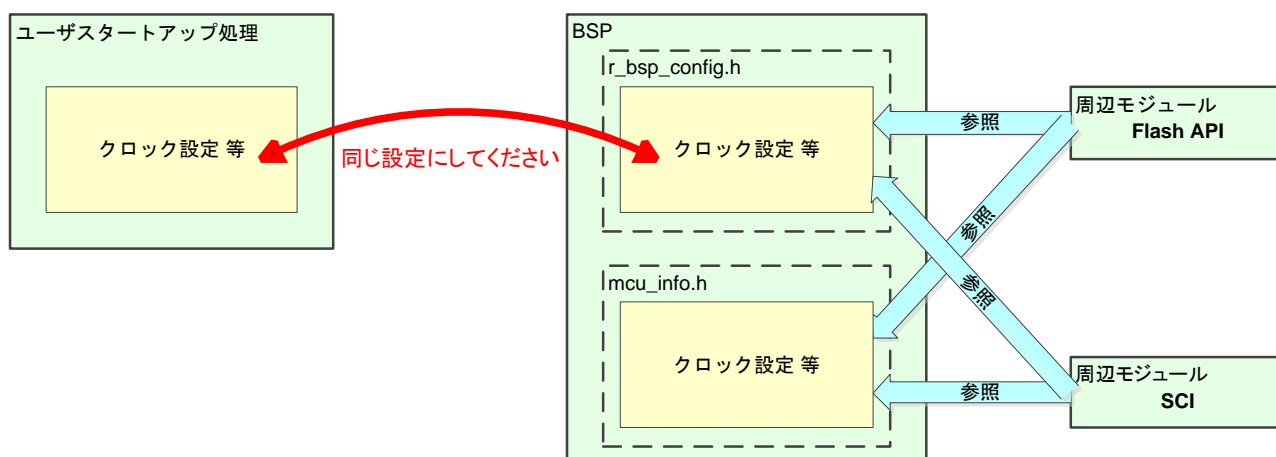 ユーザスタートアップ処理
クロック設定 等
同じ設定にしてください
BSP
r_bsp_config.h
クロック設定 等
mcu_info.h
クロック設定 等
参照
参照
参照
参照
周辺モジュール
Flash API
周辺モジュール
SCI